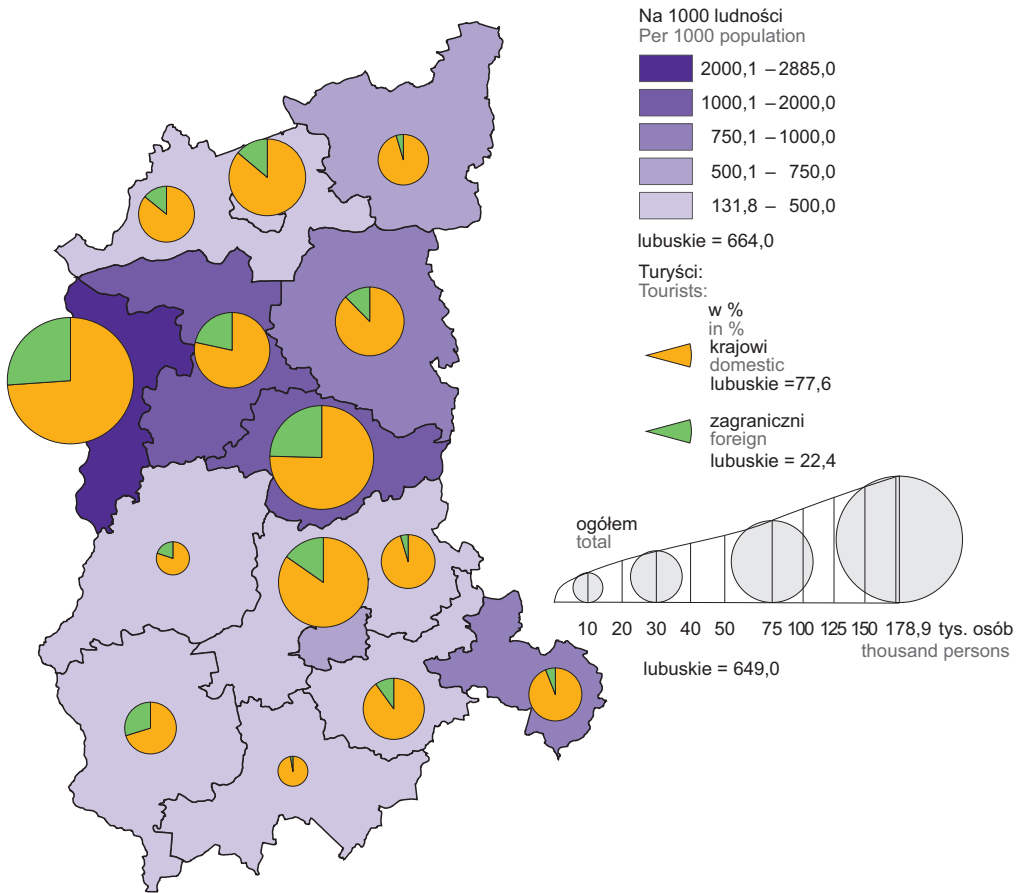 Na 1000 ludności
Per 1000 population
2000,1 – 2885,0
1000,1 – 2000,0
750,1 – 1000,0
500,1 – 750,0
131,8 – 500,0
lubuskie = 664,0
Turyści:
Tourists:
w %
in %
krajowi
domestic
lubuskie =77,6
zagraniczni
foreign
lubuskie = 22,4
ogółem
total
10 20 30 40 50 75 100 125 150 178,9 tys. osób
thousand persons
lubuskie = 649,0